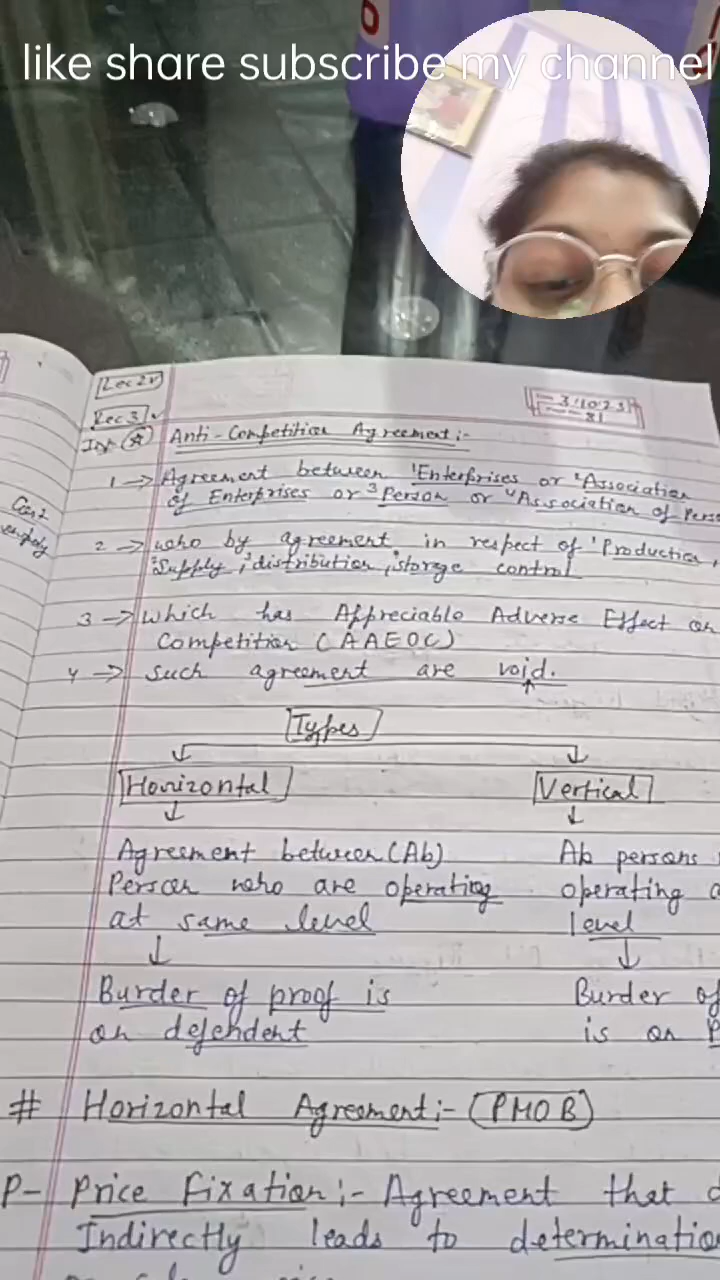 like share subscribe my channel
Lec 2
Lec 3
Anti-Competition Agreement:-
1 → Agreement between 1Enterprises or 2Association
of Enterprises or 3Person or 4Association of Perso
2 → who by agreement in respect of 1Production,
Supply, distribution, storage control
3 → which has Appreciable Adverse Effect on
Competition (AAEOC)
4 → Such agreement are void.
Types
Horizontal Vertical
Agreement between (Ab) Ab persons
Person who are operating operating
at same level level
Burden of proof is Burden of
on defendent is on P
# Horizontal Agreement:- (PMOB)
P- Price Fixation:- Agreement that d
Indirectly leads to determination